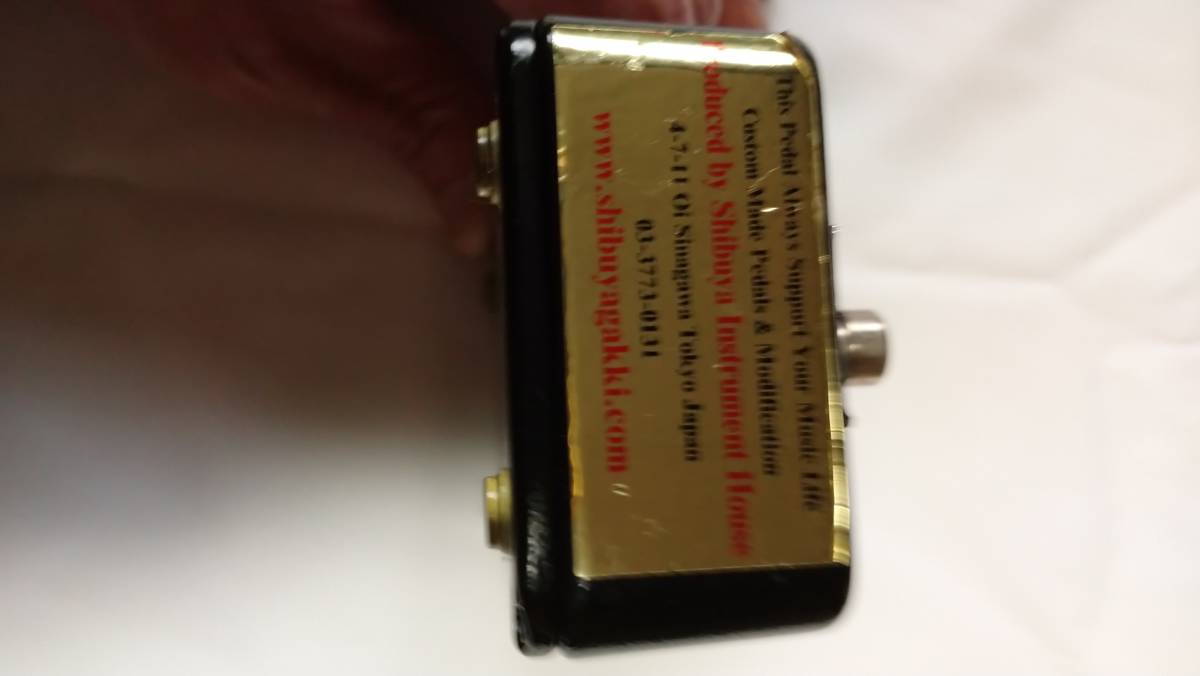 This Pedal Always Support Your Music Life
Custom Made Pedals & Modification
Produced by Shibuya Instrument House
4-7-11 Oi Sinagawa Tokyo Japan
03-3773-0131
www.shibuyagakki.com